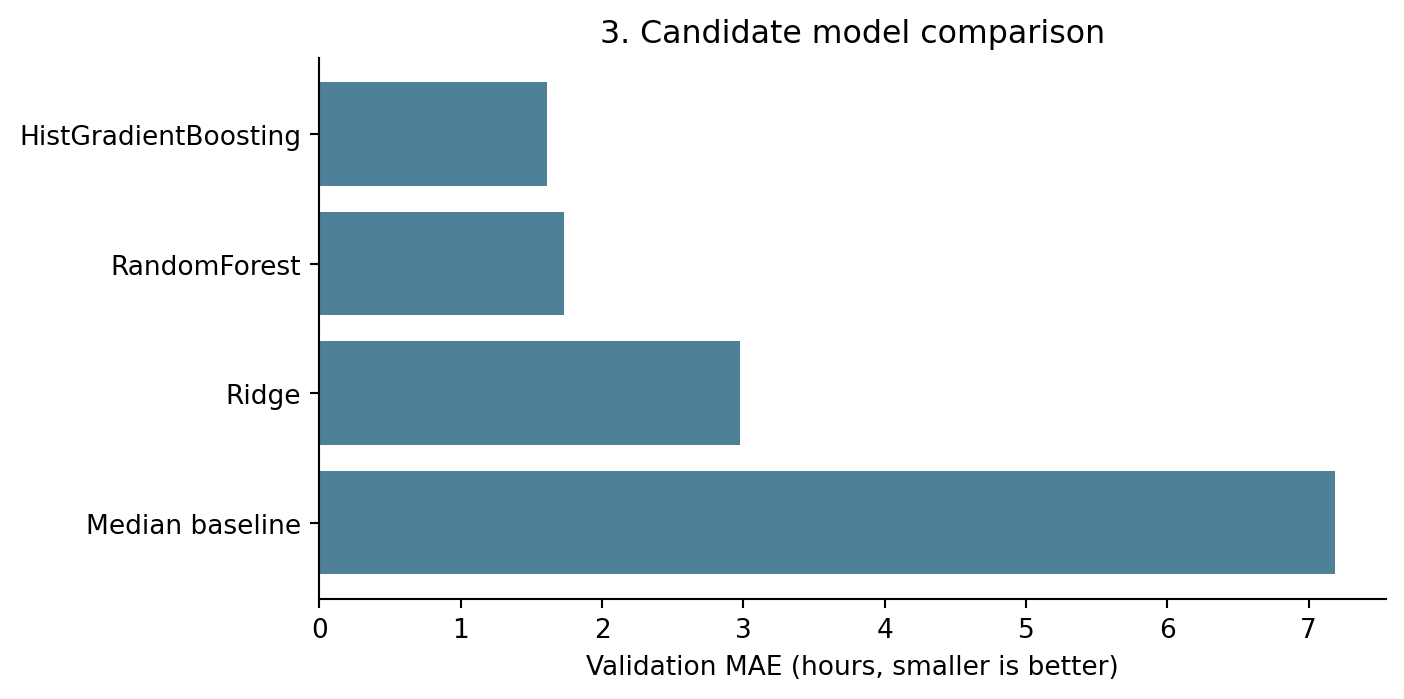 3. Candidate model comparison
HistGradientBoosting
RandomForest
Ridge
Median baseline
0 1 2 3 4 5 6 7
Validation MAE (hours, smaller is better)